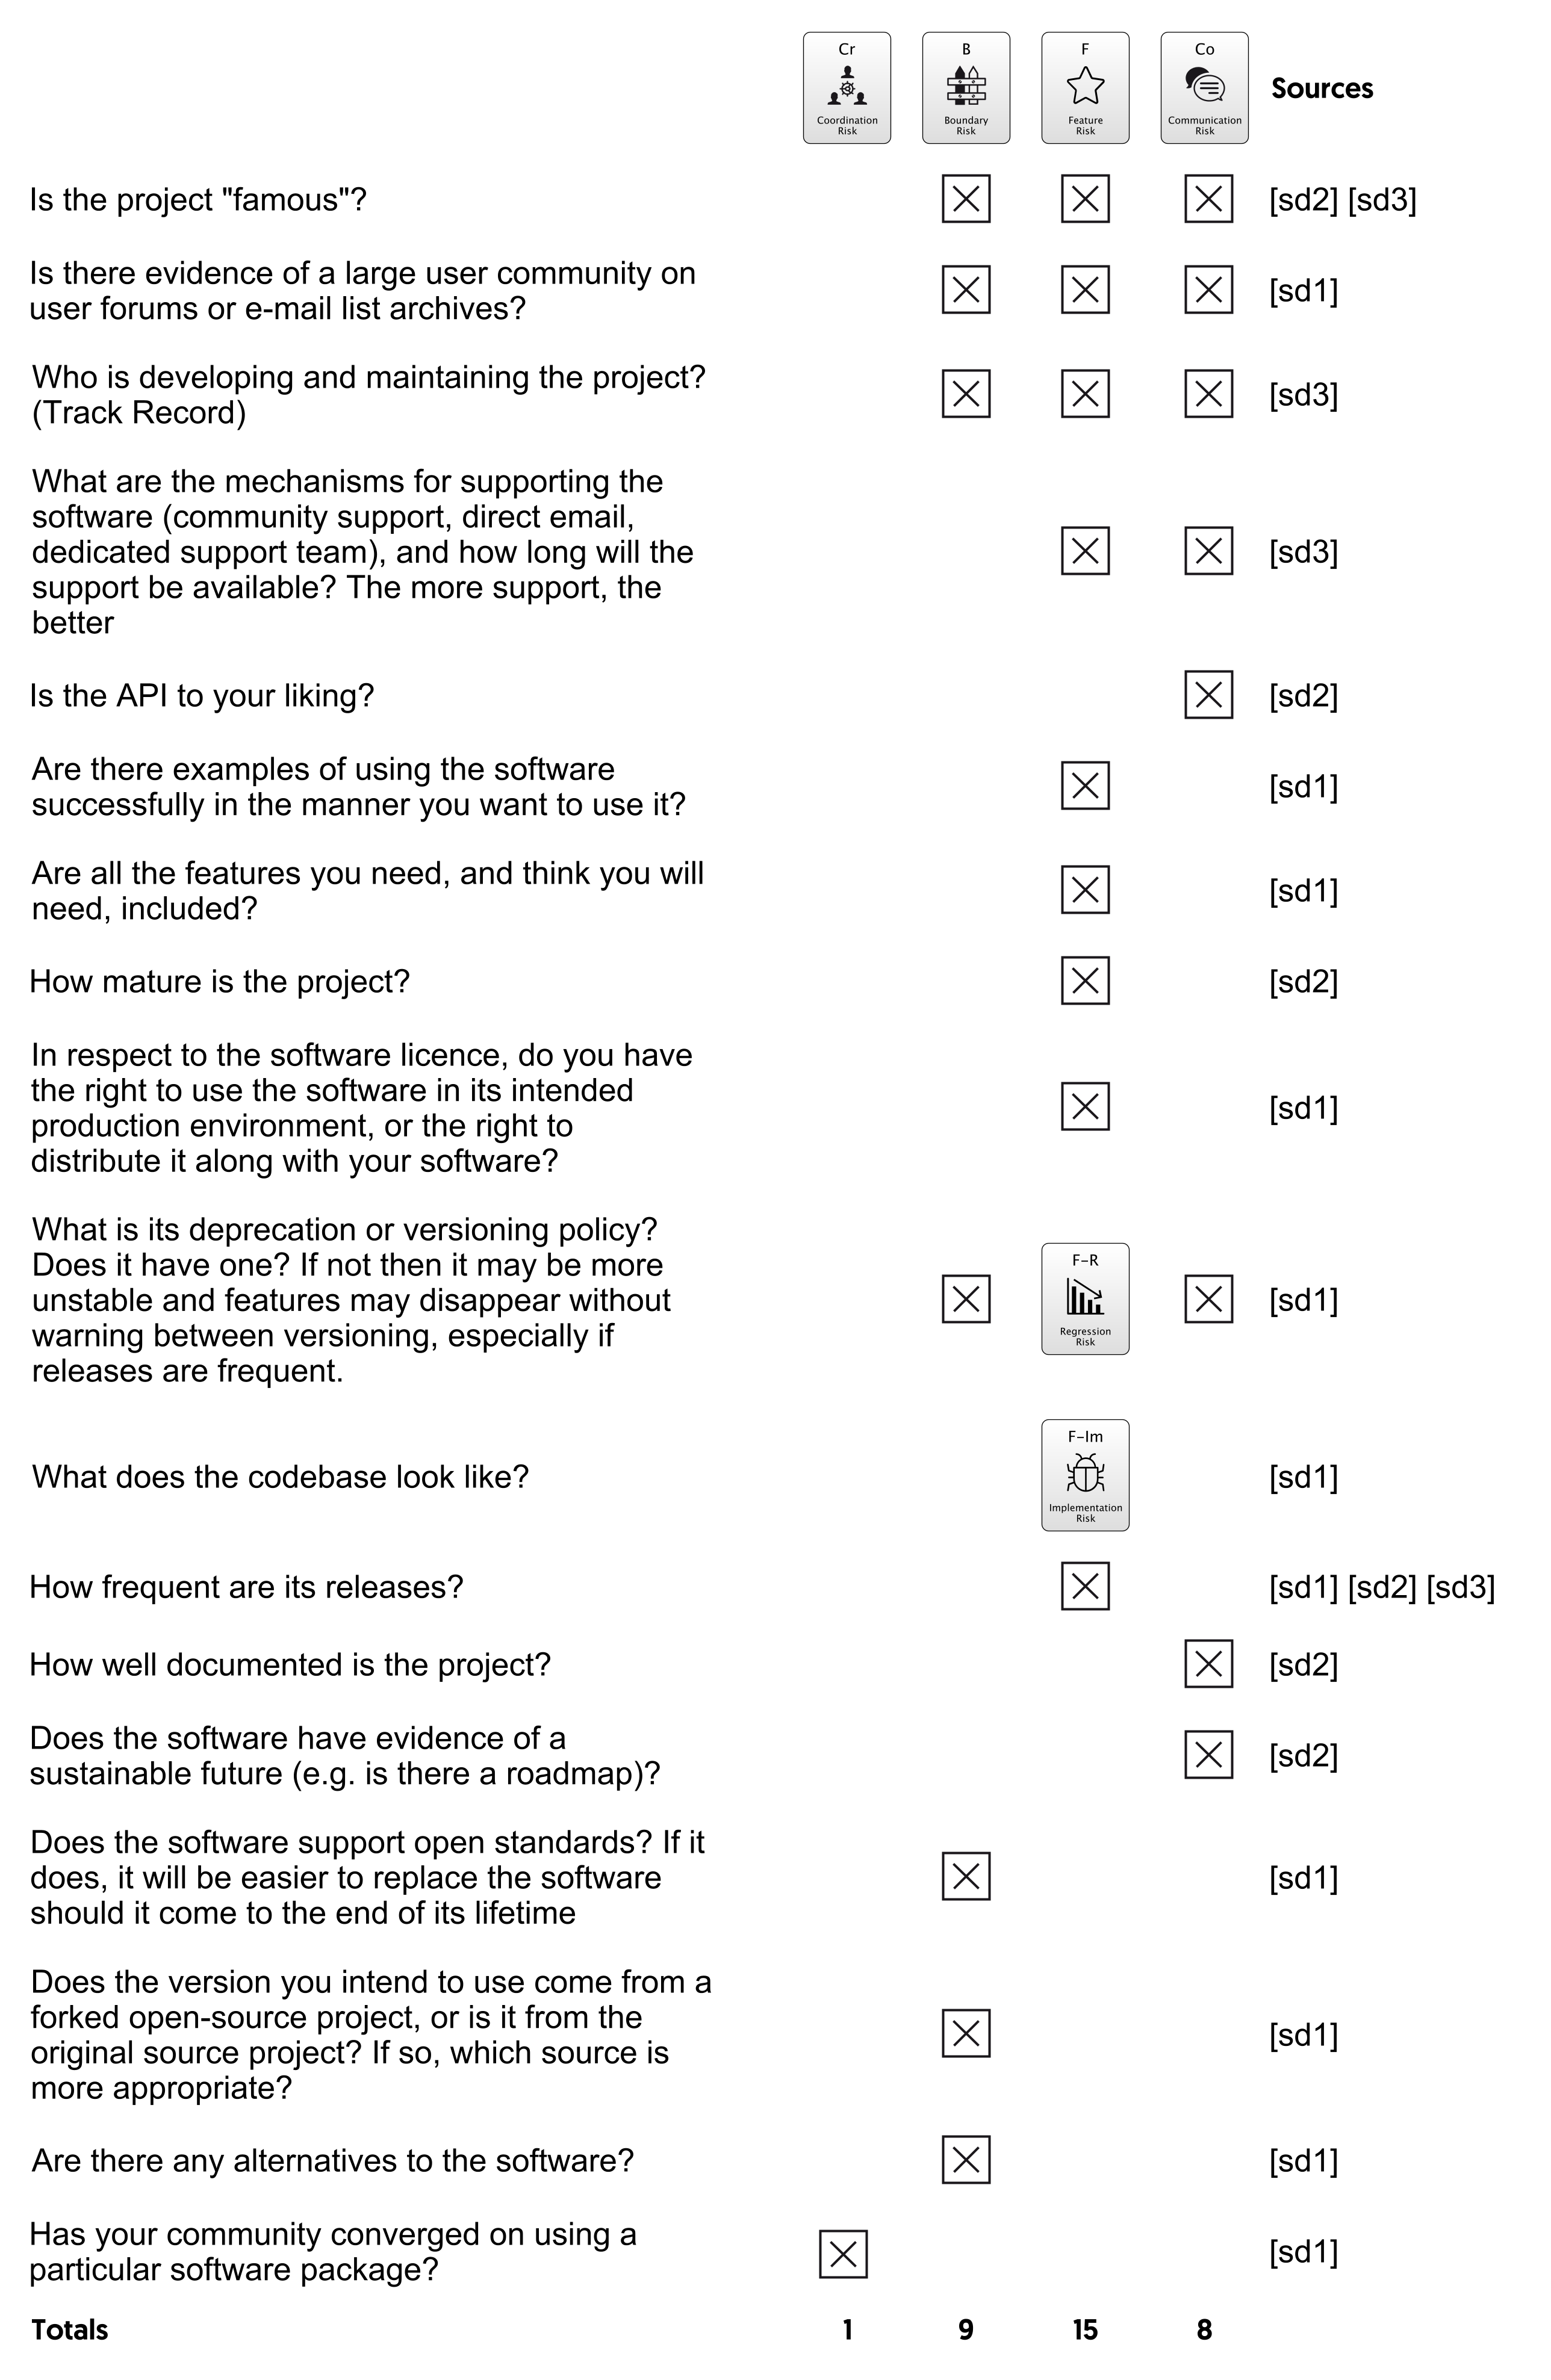 Cr
Coordination
Risk
B
Boundary
Risk
F
Feature
Risk
Co
Communication
Risk
Sources
Is the project "famous"?
[sd2] [sd3]
Is there evidence of a large user community on
user forums or e-mail list archives?
[sd1]
Who is developing and maintaining the project?
(Track Record)
[sd3]
What are the mechanisms for supporting the
software (community support, direct email,
dedicated support team), and how long will the
support be available? The more support, the
better
[sd3]
Is the API to your liking?
[sd2]
Are there examples of using the software
successfully in the manner you want to use it?
[sd1]
Are all the features you need, and think you will
need, included?
[sd1]
How mature is the project?
[sd2]
In respect to the software licence, do you have
the right to use the software in its intended
production environment, or the right to
distribute it along with your software?
[sd1]
What is its deprecation or versioning policy?
Does it have one? If not then it may be more
unstable and features may disappear without
warning between versioning, especially if
releases are frequent.
F-R
Regression
Risk
[sd1]
What does the codebase look like?
F-Im
Implementation
Risk
[sd1]
How frequent are its releases?
[sd1] [sd2] [sd3]
How well documented is the project?
[sd2]
Does the software have evidence of a
sustainable future (e.g. is there a roadmap)?
[sd2]
Does the software support open standards? If it
does, it will be easier to replace the software
should it come to the end of its lifetime
[sd1]
Does the version you intend to use come from a
forked open-source project, or is it from the
original source project? If so, which source is
more appropriate?
[sd1]
Are there any alternatives to the software?
[sd1]
Has your community converged on using a
particular software package?
[sd1]
Totals 1 9 15 8